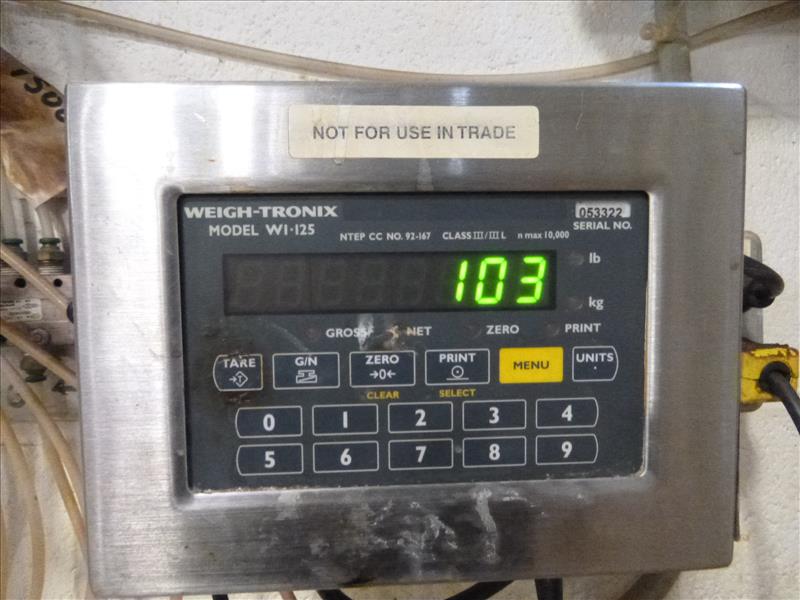 1500
NOT FOR USE IN TRADE
WEIGH-TRONIX
MODEL WI·125
NTEP CC NO. 92-167 CLASS III/III L n max 10,000
053322
SERIAL NO.
103
lb
kg
GROSS NET ZERO PRINT
TARE G/N ZERO PRINT MENU UNITS
→T← →0←
CLEAR SELECT
0 1 2 3 4
5 6 7 8 9